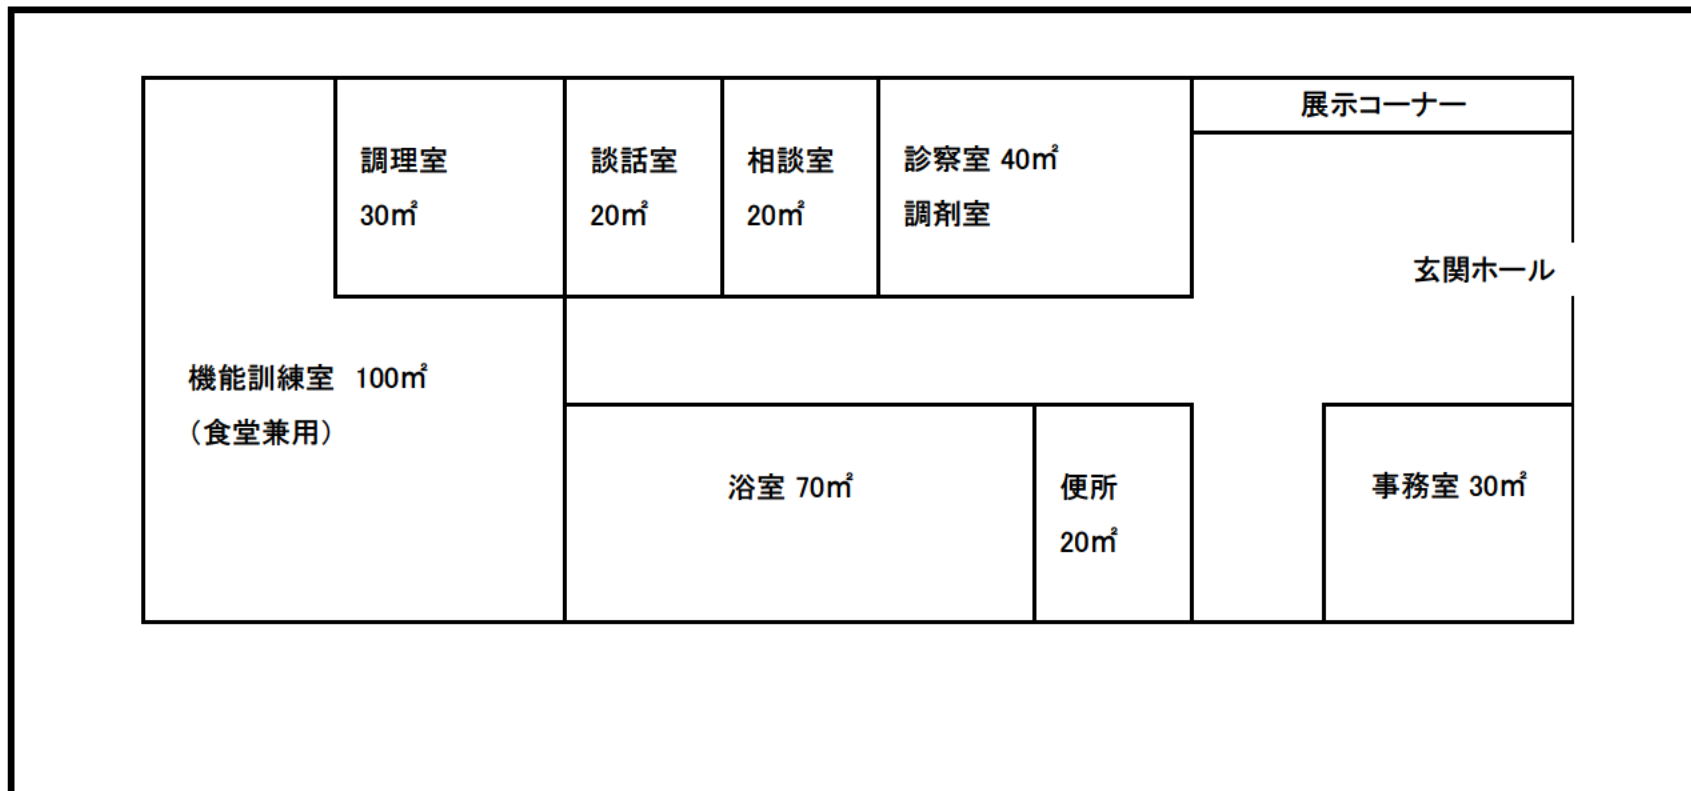 展示コーナー
調理室
30㎡
談話室
20㎡
相談室
20㎡
診察室 40㎡
調剤室
玄関ホール
機能訓練室 100㎡
（食堂兼用）
浴室 70㎡
便所
20㎡
事務室 30㎡